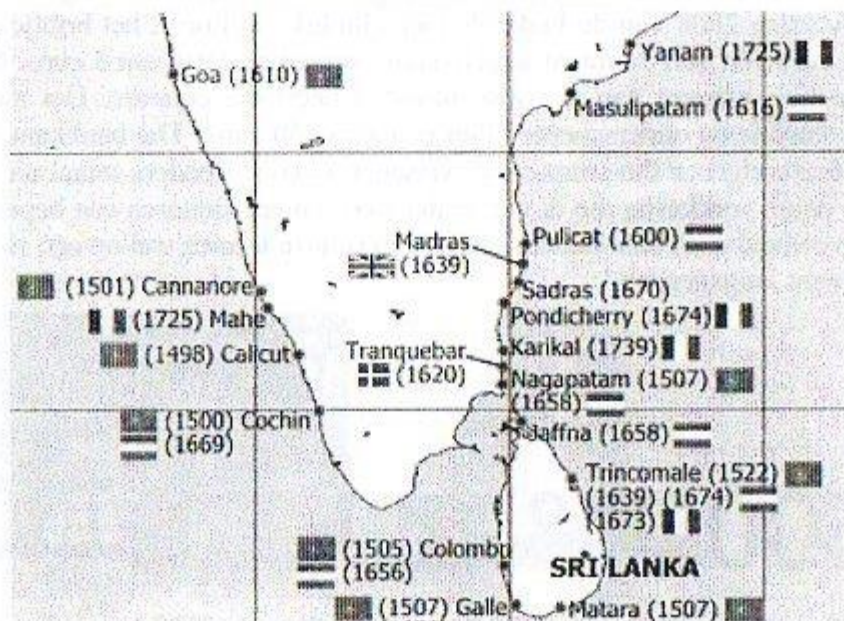 Yanam (1725)
Goa (1610)
Masulipatam (1616)
Pulicat (1600)
Madras
(1639)
(1501) Cannanore
Sadras (1670)
(1725) Mahe
Pondicherry (1674)
(1498) Calicut
Tranquebar
(1620)
Karikal (1739)
Nagapatam (1507)
(1658)
(1500) Cochin
(1669)
Jaffna (1658)
Trincomale (1522)
(1639) (1674)
(1673)
(1505) Colombo
(1656)
SRI LANKA
(1507) Galle
Matara (1507)